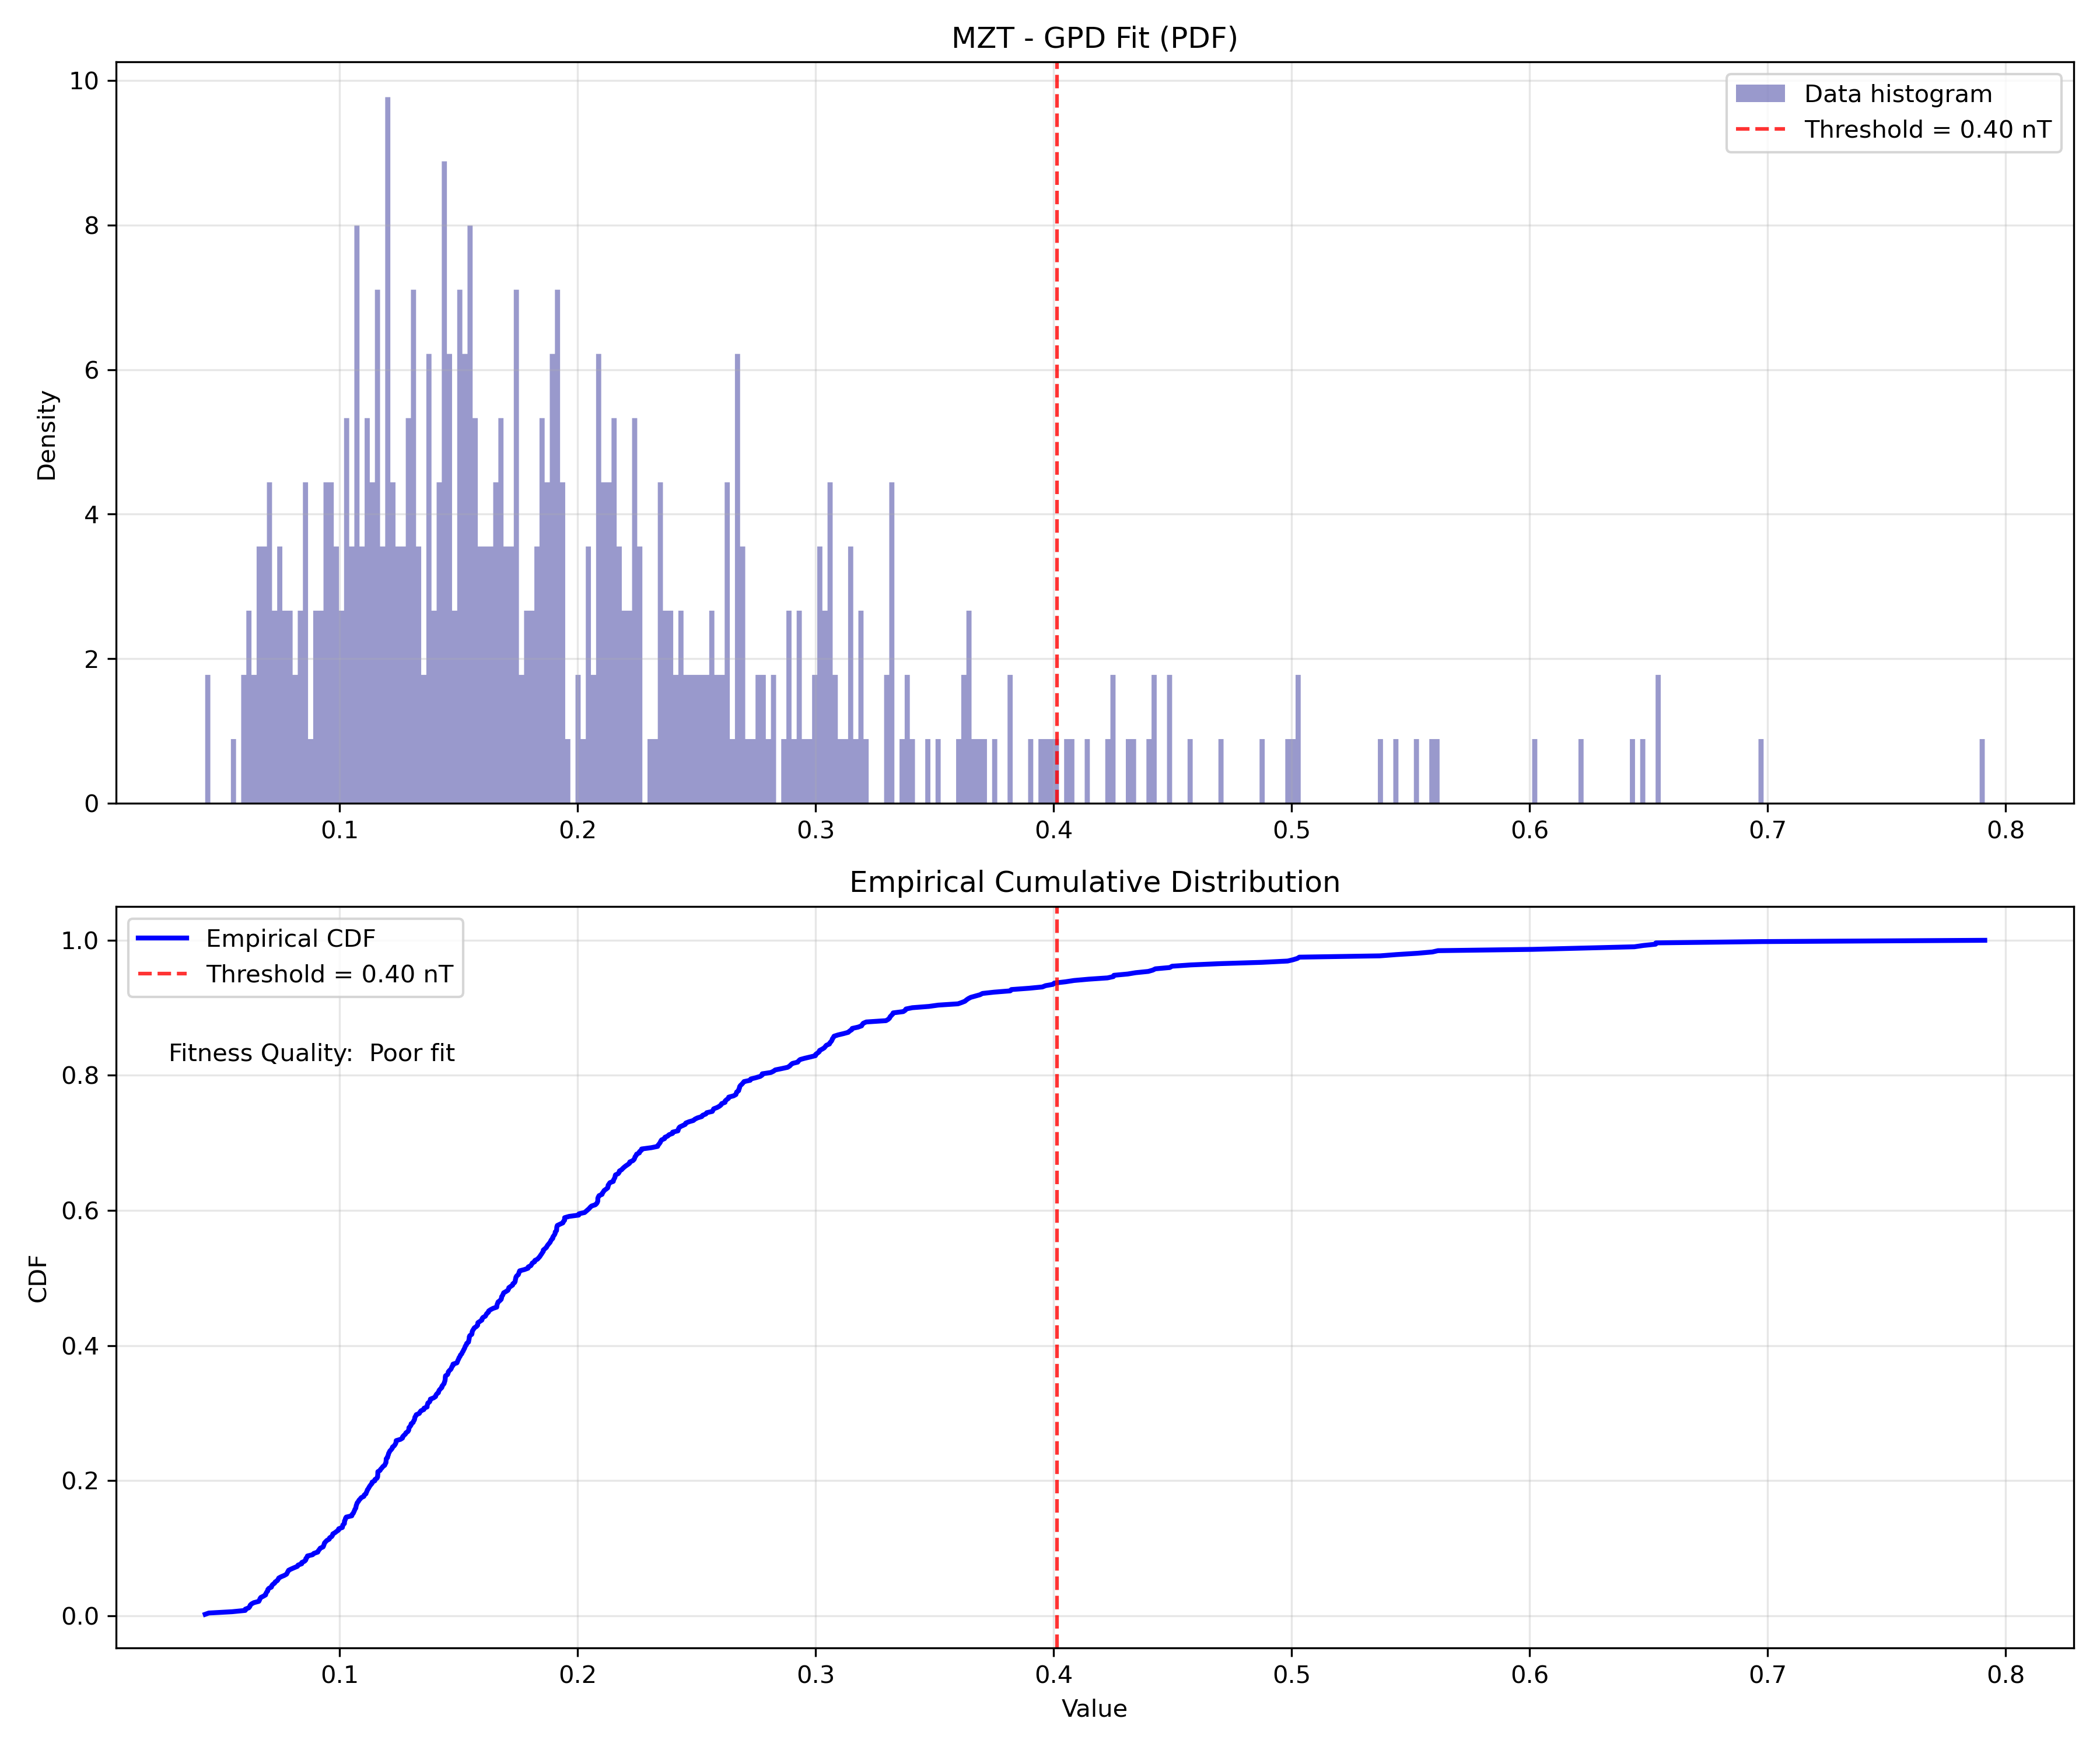 MZT - GPD Fit (PDF)
10
8
6
4
2
0
Density
Data histogram
Threshold = 0.40 nT
0.1 0.2 0.3 0.4 0.5 0.6 0.7 0.8
Empirical Cumulative Distribution
1.0
0.8
0.6
0.4
0.2
0.0
CDF
Empirical CDF
Threshold = 0.40 nT
Fitness Quality: Poor fit
0.1 0.2 0.3 0.4 0.5 0.6 0.7 0.8
Value